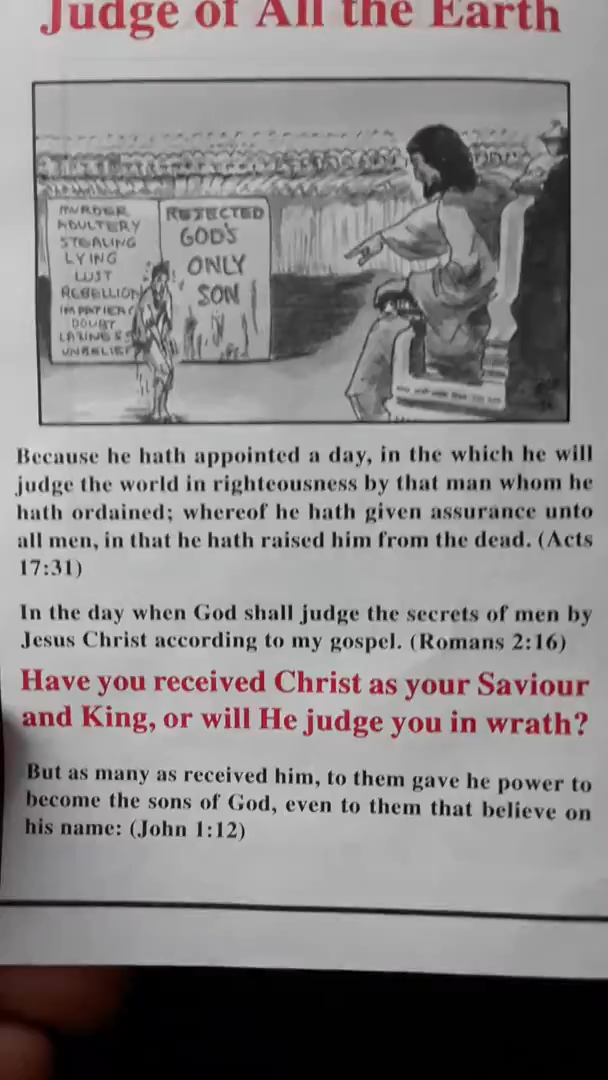 Judge of All the Earth
MURDER
ADULTERY
STEALING
LYING
LUST
REBELLION
DOUBT
REJECTED
GOD'S
ONLY
SON
Because he hath appointed a day, in the which he will
judge the world in righteousness by that man whom he
hath ordained; whereof he hath given assurance unto
all men, in that he hath raised him from the dead. (Acts
17:31)
In the day when God shall judge the secrets of men by
Jesus Christ according to my gospel. (Romans 2:16)
Have you received Christ as your Saviour
and King, or will He judge you in wrath?
But as many as received him, to them gave he power to
become the sons of God, even to them that believe on
his name: (John 1:12)